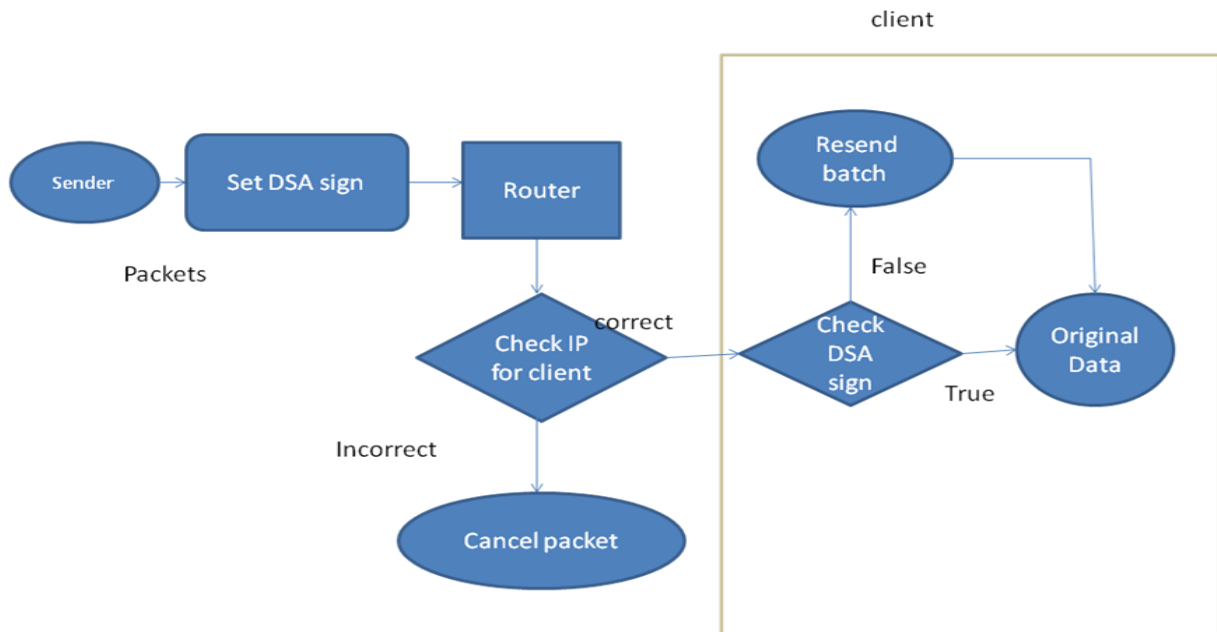 client
Sender
Set DSA sign
Router
Packets
Check IP
for client
correct
Incorrect
Cancel packet
Resend
batch
False
Check
DSA
sign
True
Original
Data